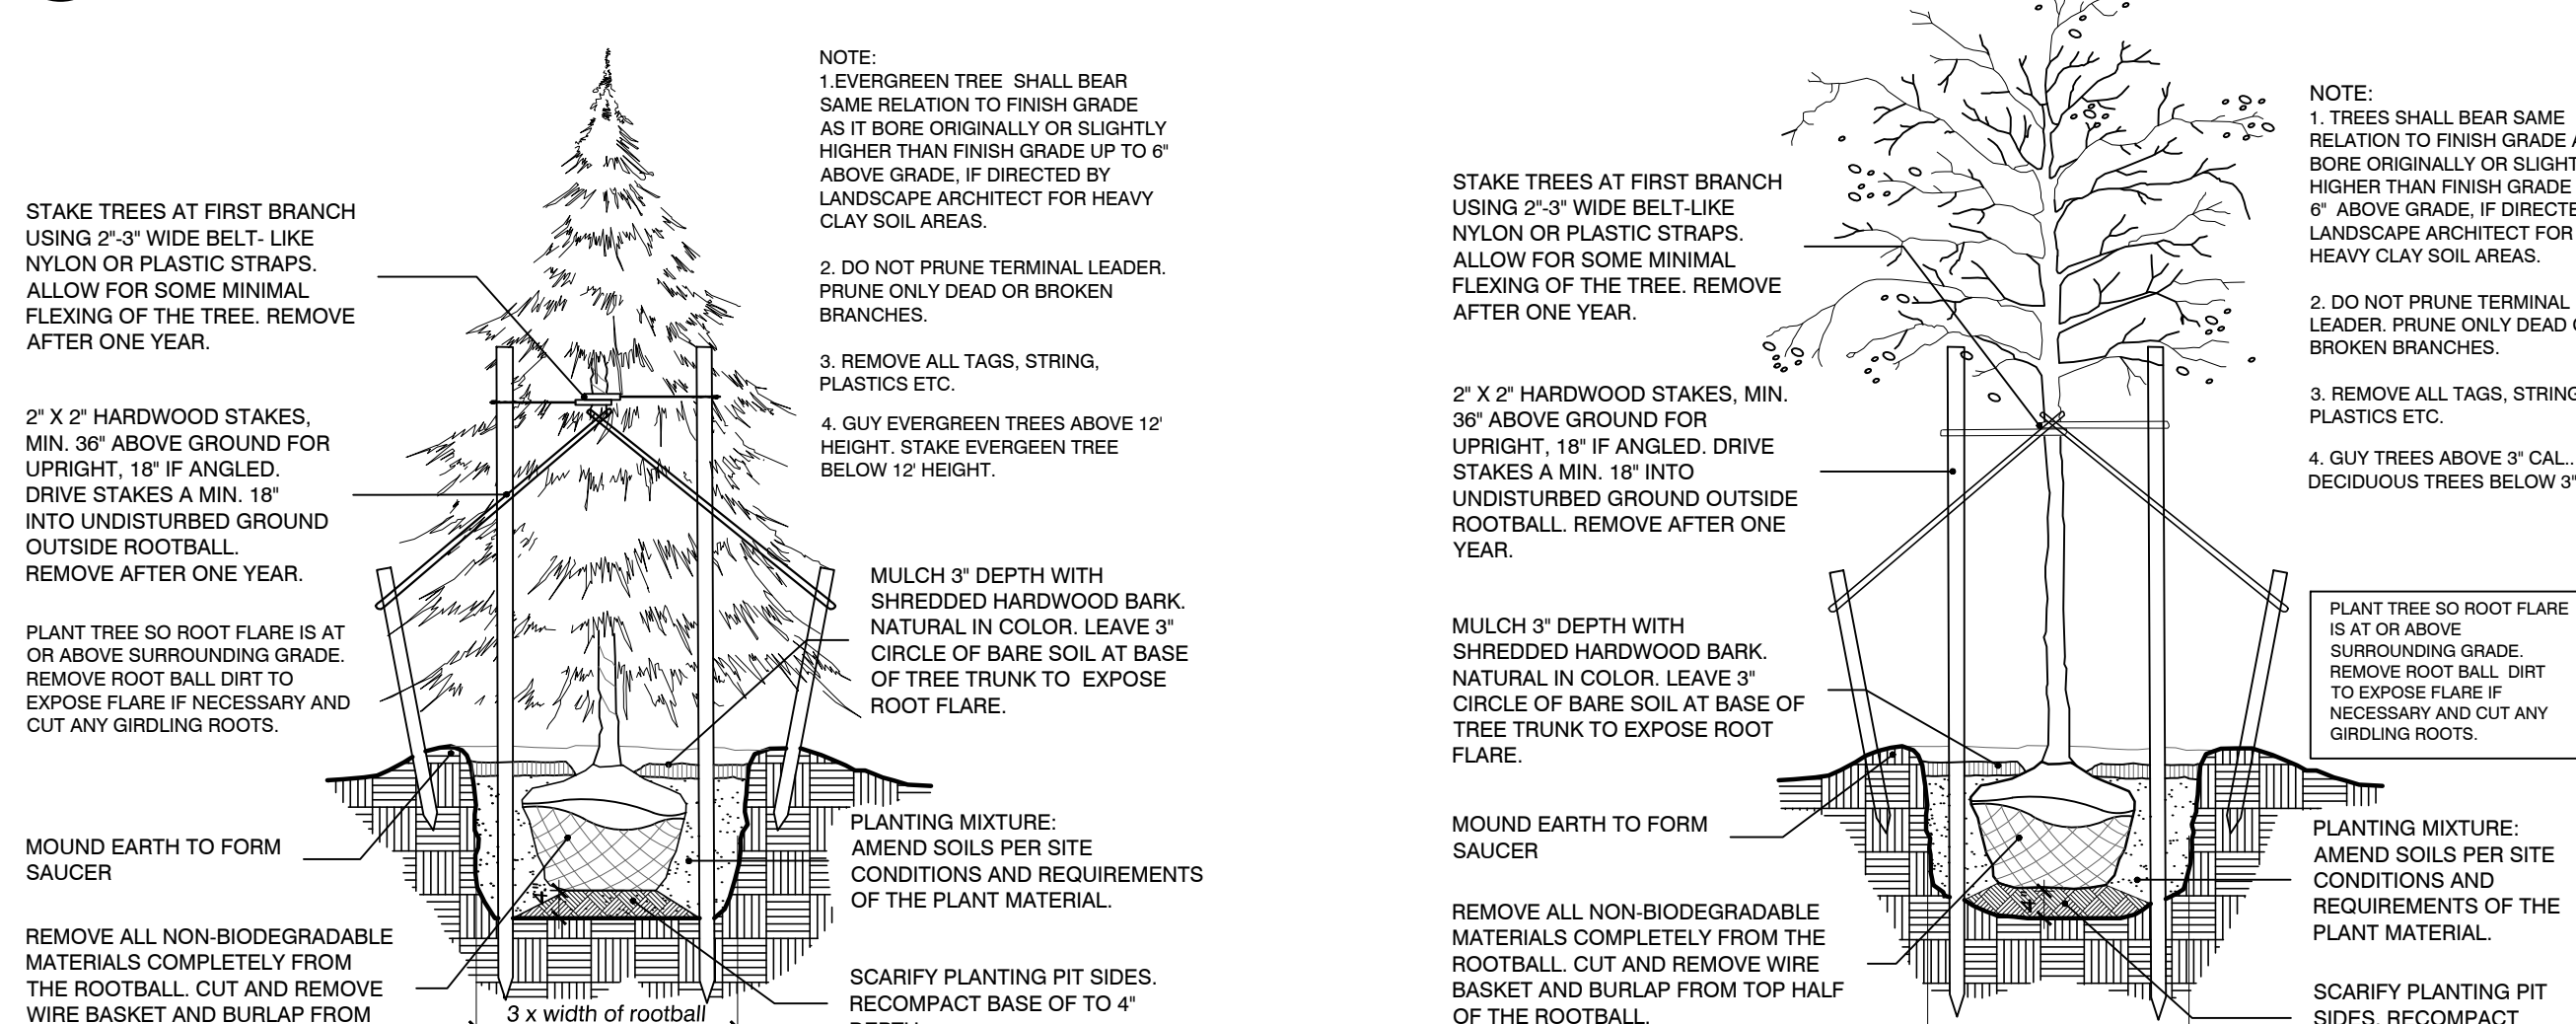 STAKE TREES AT FIRST BRANCH
USING 2"-3" WIDE BELT- LIKE
NYLON OR PLASTIC STRAPS.
ALLOW FOR SOME MINIMAL
FLEXING OF THE TREE. REMOVE
AFTER ONE YEAR.
2" X 2" HARDWOOD STAKES,
MIN. 36" ABOVE GROUND FOR
UPRIGHT, 18" IF ANGLED.
DRIVE STAKES A MIN. 18"
INTO UNDISTURBED GROUND
OUTSIDE ROOTBALL.
REMOVE AFTER ONE YEAR.
PLANT TREE SO ROOT FLARE IS AT
OR ABOVE SURROUNDING GRADE.
REMOVE ROOT BALL DIRT TO
EXPOSE FLARE IF NECESSARY AND
CUT ANY GIRDLING ROOTS.
MOUND EARTH TO FORM
SAUCER
REMOVE ALL NON-BIODEGRADABLE
MATERIALS COMPLETELY FROM
THE ROOTBALL. CUT AND REMOVE
WIRE BASKET AND BURLAP FROM
NOTE:
1.EVERGREEN TREE SHALL BEAR
SAME RELATION TO FINISH GRADE
AS IT BORE ORIGINALLY OR SLIGHTLY
HIGHER THAN FINISH GRADE UP TO 6"
ABOVE GRADE, IF DIRECTED BY
LANDSCAPE ARCHITECT FOR HEAVY
CLAY SOIL AREAS.
2. DO NOT PRUNE TERMINAL LEADER.
PRUNE ONLY DEAD OR BROKEN
BRANCHES.
3. REMOVE ALL TAGS, STRING,
PLASTICS ETC.
4. GUY EVERGREEN TREES ABOVE 12'
HEIGHT. STAKE EVERGEEN TREE
BELOW 12' HEIGHT.
MULCH 3" DEPTH WITH
SHREDDED HARDWOOD BARK.
NATURAL IN COLOR. LEAVE 3"
CIRCLE OF BARE SOIL AT BASE
OF TREE TRUNK TO EXPOSE
ROOT FLARE.
PLANTING MIXTURE:
AMEND SOILS PER SITE
CONDITIONS AND REQUIREMENTS
OF THE PLANT MATERIAL.
SCARIFY PLANTING PIT SIDES.
RECOMPACT BASE OF TO 4"
4"
3 x width of rootball
STAKE TREES AT FIRST BRANCH
USING 2"-3" WIDE BELT-LIKE
NYLON OR PLASTIC STRAPS.
ALLOW FOR SOME MINIMAL
FLEXING OF THE TREE. REMOVE
AFTER ONE YEAR.
2" X 2" HARDWOOD STAKES, MIN.
36" ABOVE GROUND FOR
UPRIGHT, 18" IF ANGLED. DRIVE
STAKES A MIN. 18" INTO
UNDISTURBED GROUND OUTSIDE
ROOTBALL. REMOVE AFTER ONE
YEAR.
MULCH 3" DEPTH WITH
SHREDDED HARDWOOD BARK.
NATURAL IN COLOR. LEAVE 3"
CIRCLE OF BARE SOIL AT BASE OF
TREE TRUNK TO EXPOSE ROOT
FLARE.
MOUND EARTH TO FORM
SAUCER
REMOVE ALL NON-BIODEGRADABLE
MATERIALS COMPLETELY FROM THE
ROOTBALL. CUT AND REMOVE WIRE
BASKET AND BURLAP FROM TOP HALF
OF THE ROOTBALL.
4"
NOTE:
1. TREES SHALL BEAR SAME
RELATION TO FINISH GRADE
BORE ORIGINALLY OR
HIGHER THAN FINISH GRADE
6" ABOVE GRADE, IF
LANDSCAPE ARCHITECT FOR
HEAVY CLAY SOIL AREAS.
2. DO NOT PRUNE TERMINAL
LEADER. PRUNE ONLY DEAD
BROKEN BRANCHES.
3. REMOVE ALL TAGS,
PLASTICS ETC.
4. GUY TREES ABOVE 3" CAL..
DECIDUOUS TREES BELOW 3"
PLANT TREE SO ROOT FLARE
IS AT OR ABOVE
SURROUNDING GRADE.
REMOVE ROOT BALL DIRT
TO EXPOSE FLARE IF
NECESSARY AND CUT ANY
GIRDLING ROOTS.
PLANTING MIXTURE:
AMEND SOILS PER SITE
CONDITIONS AND
REQUIREMENTS OF THE
PLANT MATERIAL.
SCARIFY PLANTING PIT
SIDES. RECOMPACT